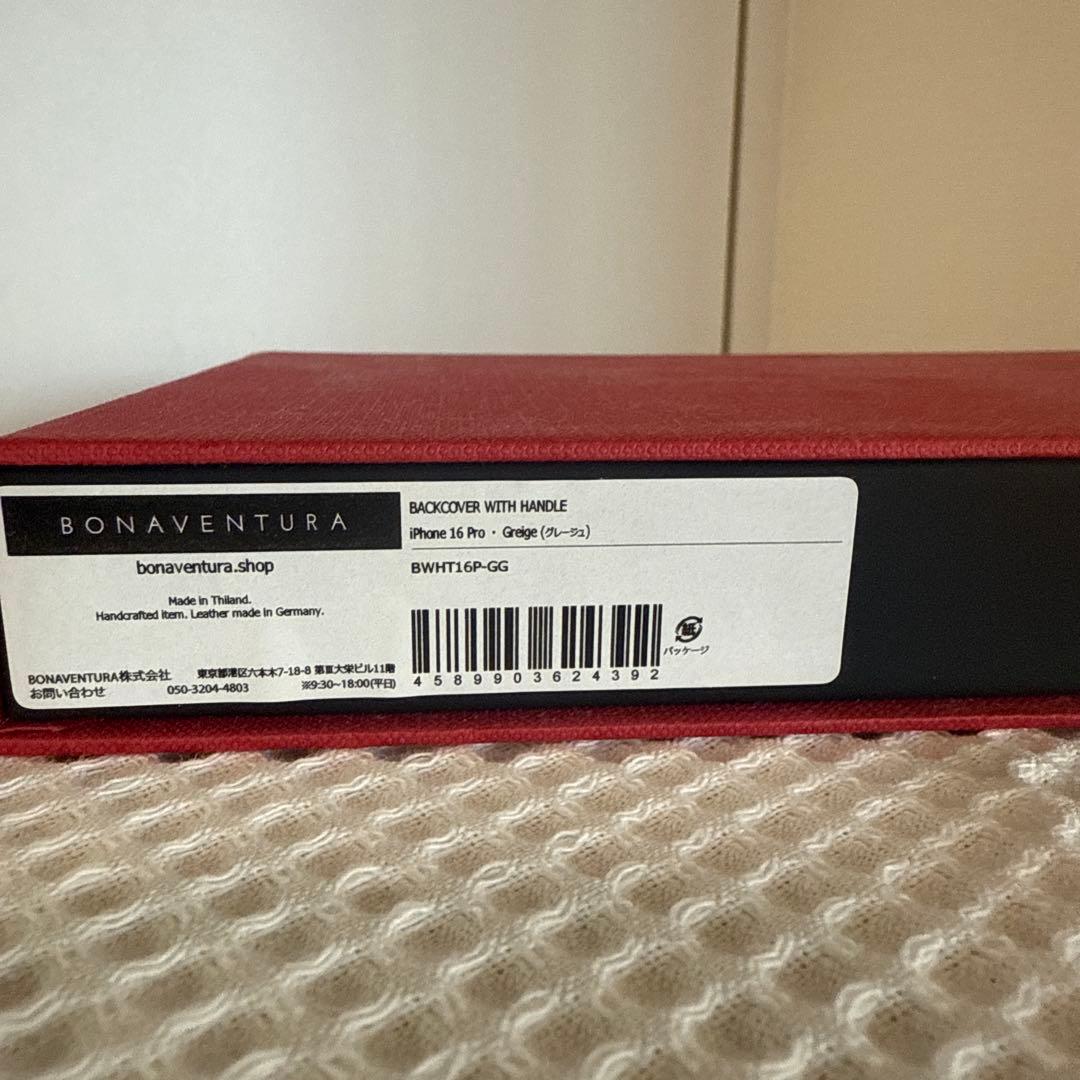 BONAVENTURA
bonaventura.shop
Made in Thiland.
Handcrafted item. Leather made in Germany.
BONAVENTURA株式会社 東京都港区六本木7-18-8 第Ⅲ大栄ビル11階
お問い合わせ 050-3204-4803 ※9:30~18:00(平日)
BACKCOVER WITH HANDLE
iPhone 16 Pro ・ Greige (グレージュ)
BWHT16P-GG
4589903624392
紙
パッケージ